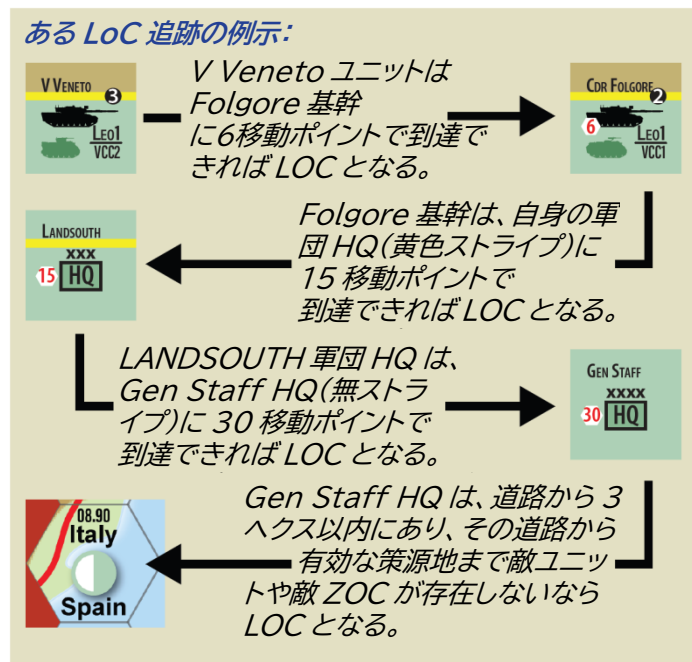 ある LoC 追跡の例示:
V VENETO
3
LEO1
VCC2
V Veneto ユニットは
Folgore 基幹
に6移動ポイントで到達で
きれば LOC となる。
CDR FOLGORE
2
6
LEO1
VCC1
Folgore 基幹は、自身の軍
団 HQ(黄色ストライプ)に
15 移動ポイントで
到達できれば LOC となる。
LANDSOUTH
XXX
15 HQ
LANDSOUTH 軍団 HQ は、
Gen Staff HQ(無ストラ
イプ)に 30 移動ポイントで
到達できれば LOC となる。
GEN STAFF
XXXX
30 HQ
Gen Staff HQ は、道路から 3
ヘクス以内にあり、その道路から
有効な策源地まで敵ユニッ
トや敵 ZOC が存在しないなら
LOC となる。
08.90
Italy
Spain